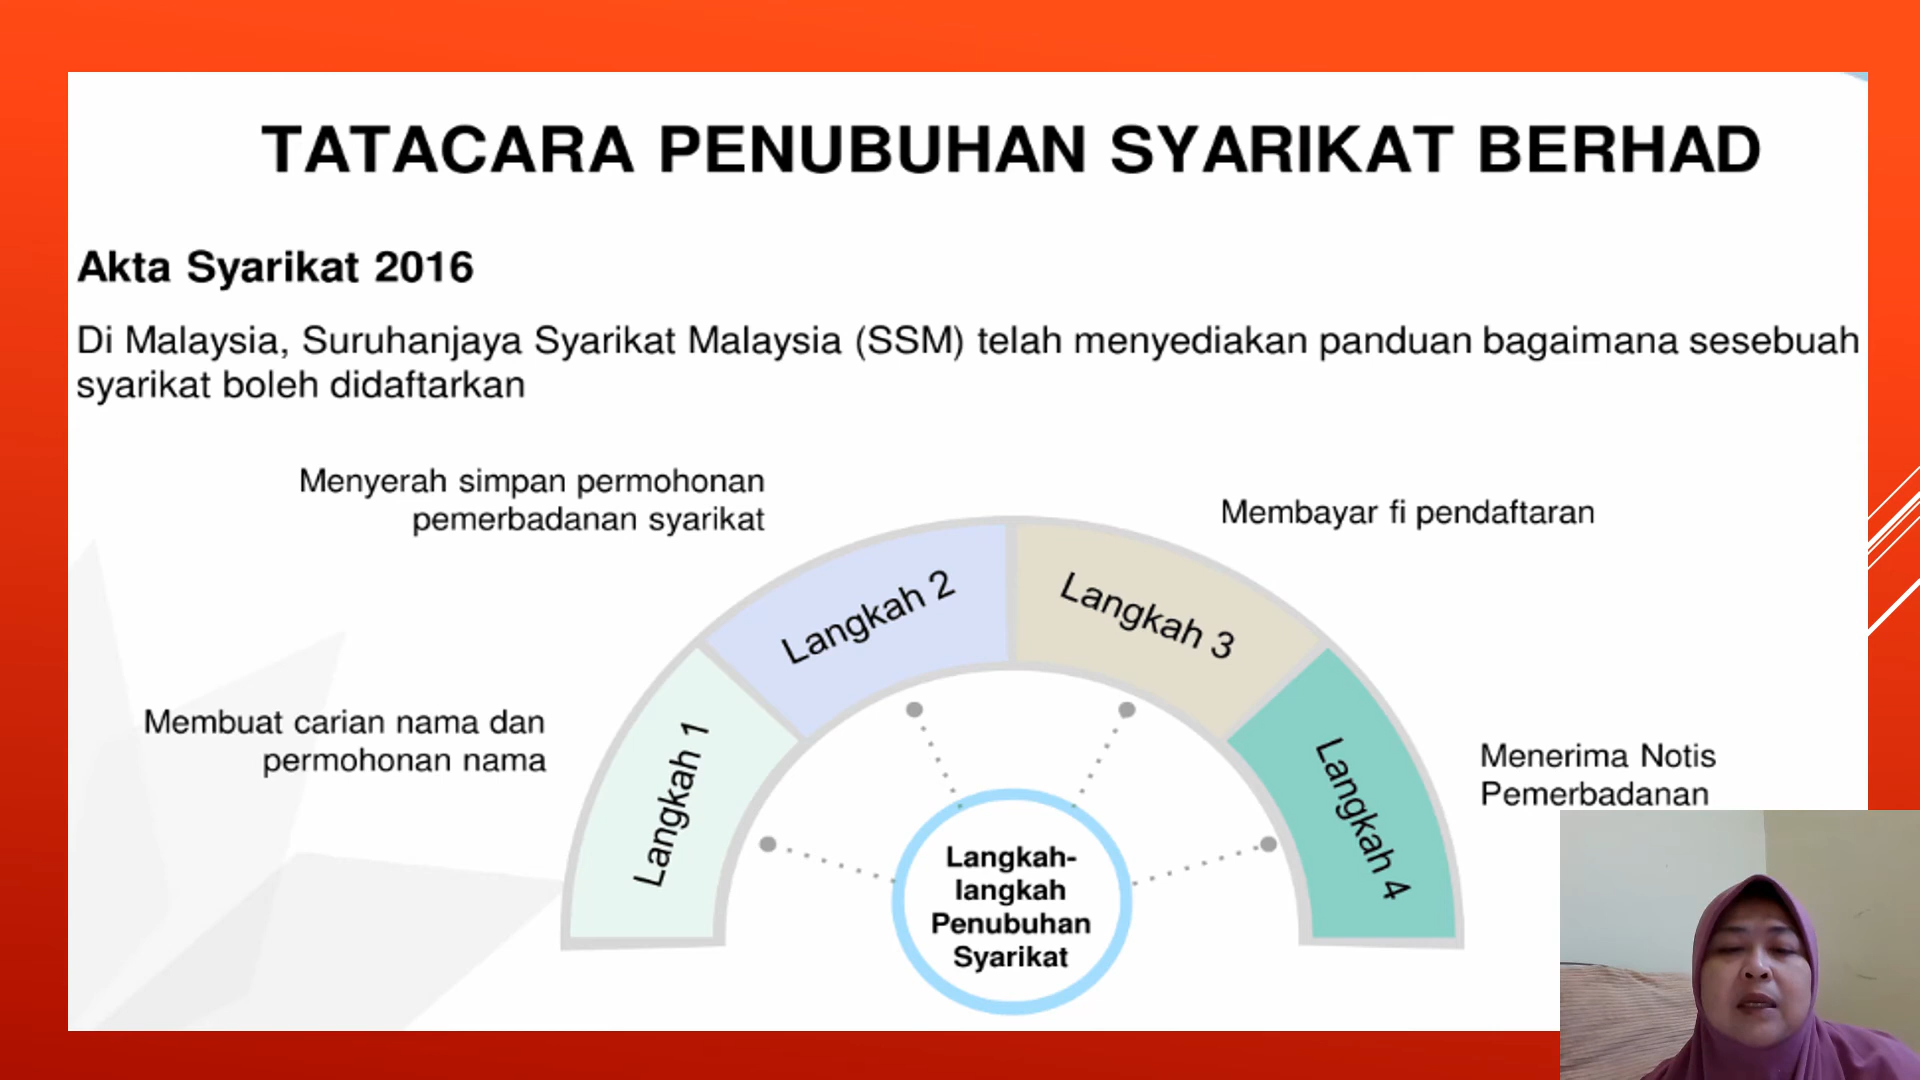 TATACARA PENUBUHAN SYARIKAT BERHAD
Akta Syarikat 2016
Di Malaysia, Suruhanjaya Syarikat Malaysia (SSM) telah menyediakan panduan bagaimana sesebuah
syarikat boleh didaftarkan
Menyerah simpan permohonan
pemerbadanan syarikat
Membayar fi pendaftaran
Langkah 2
Langkah 3
Membuat carian nama dan
permohonan nama
Langkah 1
Langkah 4
Menerima Notis
Pemerbadanan
Langkah-
langkah
Penubuhan
Syarikat